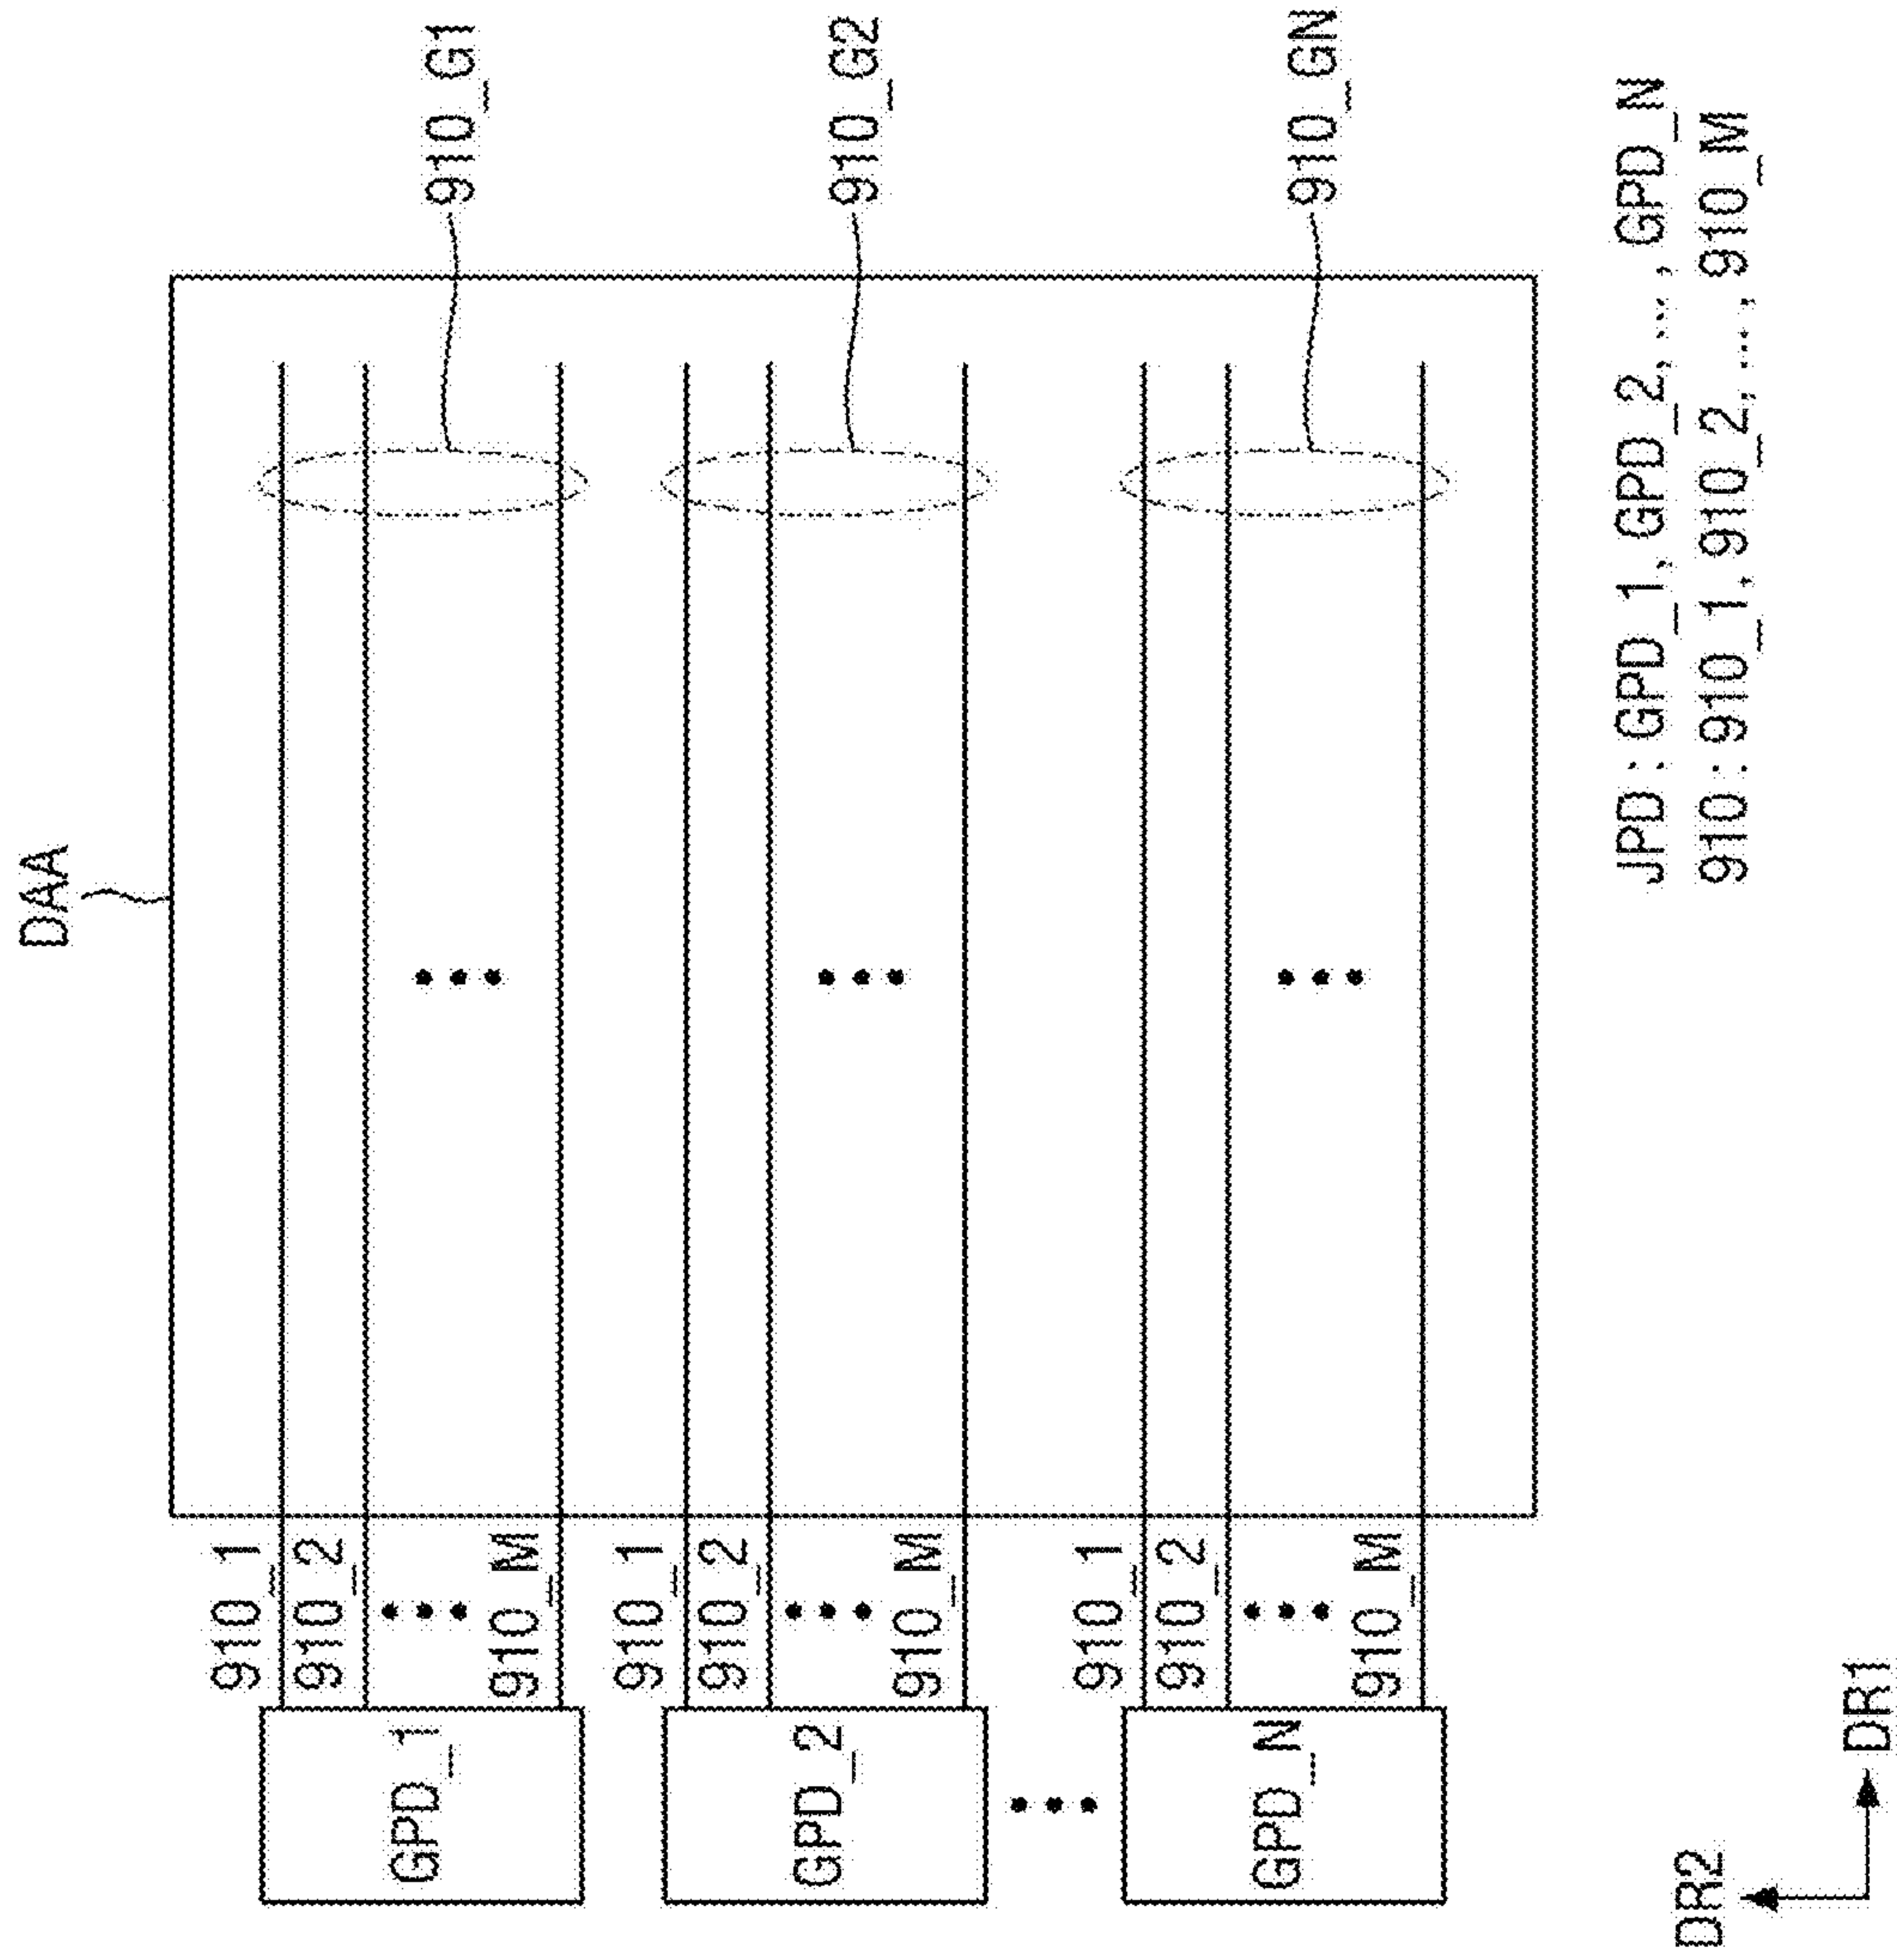 DAA
GPD_1
910_1
910_2
910_M
910_G1
GPD_2
910_1
910_2
910_M
910_G2
GPD_N
910_1
910_2
910_M
910_GN
JPD : GPD_1, GPD_2, ... , GPD_N
910 : 910_1, 910_2, ... , 910_M
DR2
DR1